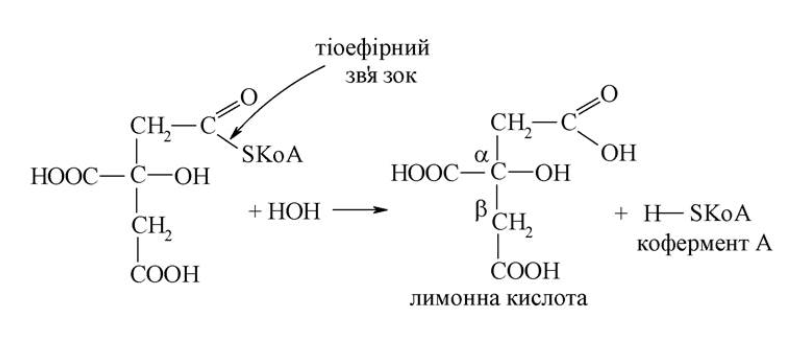 тіоефірний
зв'язок
CH₂—C=O
SKoA
HOOC—C—OH
CH₂
COOH
+ HOH
CH₂—C=O
OH
α
HOOC—C—OH
β
CH₂
COOH
лимонна кислота
+ H—SKoA
кофермент А